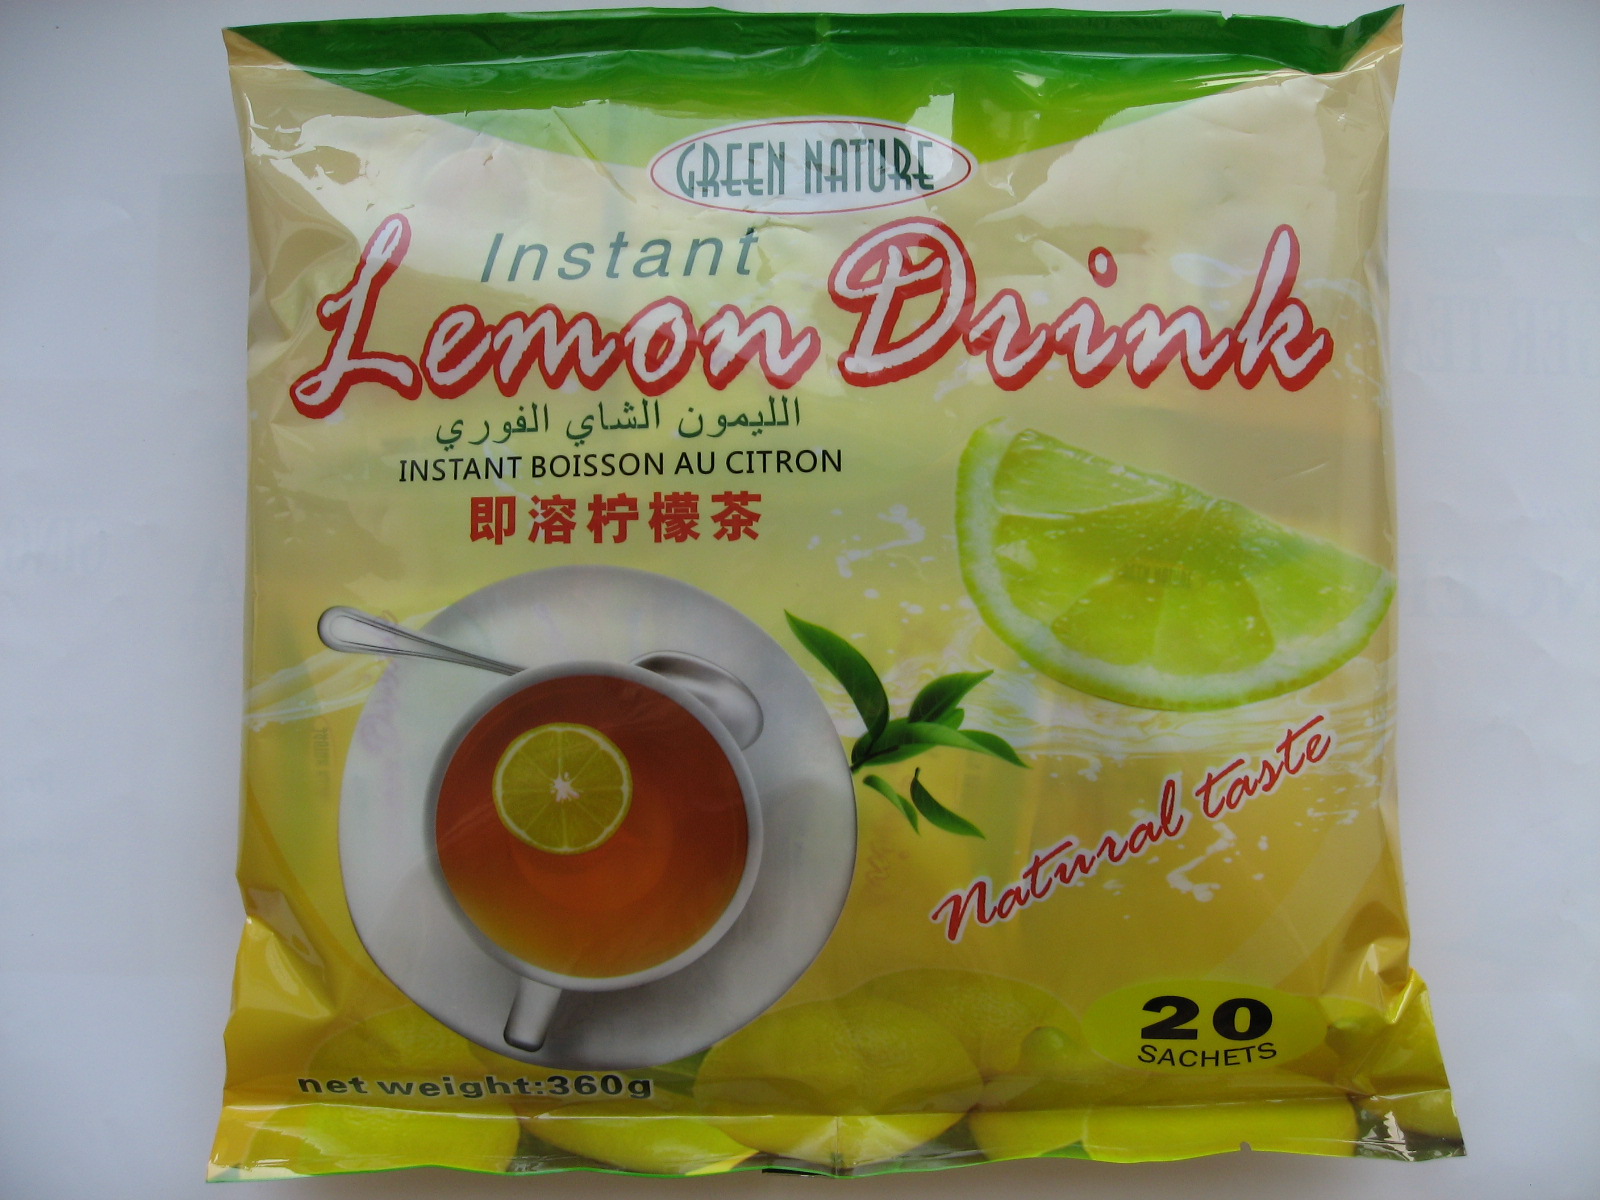 GREEN NATURE
Instant
Lemon Drink
الليمون الشاي الفوري
INSTANT BOISSON AU CITRON
即溶柠檬茶
Natural taste
20
SACHETS
net weight:360g